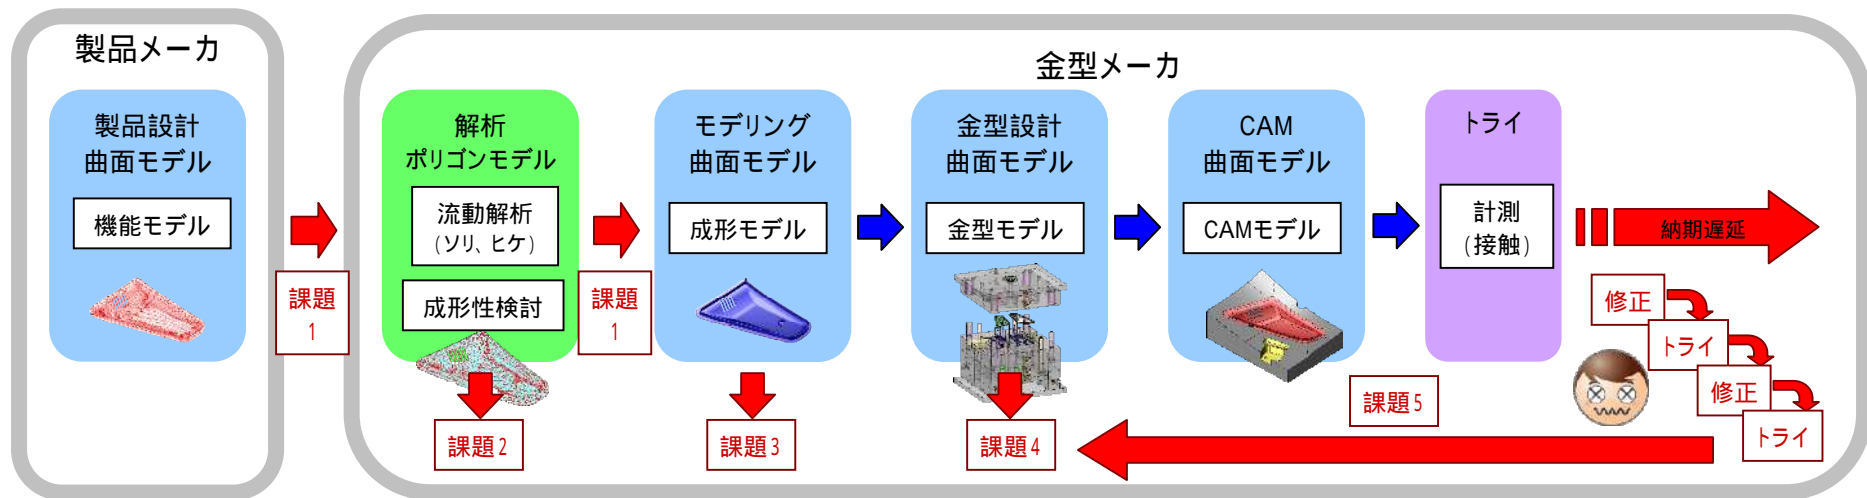 製品メーカ
製品設計
曲面モデル
機能モデル
課題
1
金型メーカ
解析
ポリゴンモデル
流動解析
(ソリ、ヒケ)
成形性検討
課題2
課題
1
モデリング
曲面モデル
成形モデル
課題3
金型設計
曲面モデル
金型モデル
課題4
CAM
曲面モデル
CAMモデル
課題5
トライ
計測
(接触)
納期遅延
修正
トライ
修正
トライ